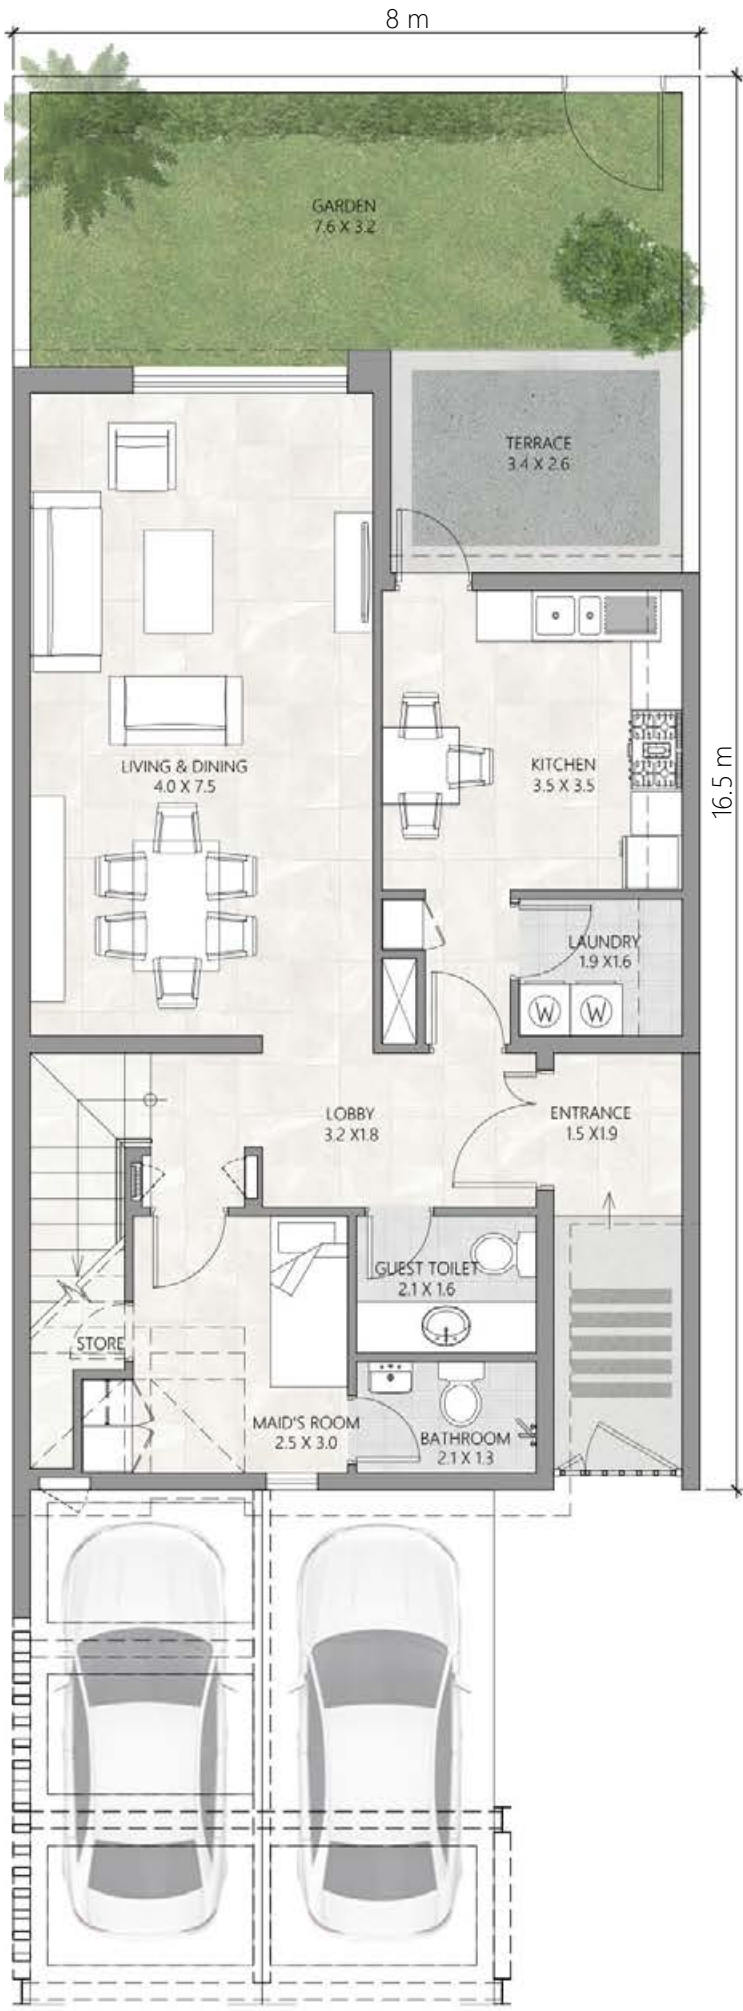 8 m
GARDEN
7.6 X 3.2
TERRACE
3.4 X 2.6
16.5 m
LIVING & DINING
4.0 X 7.5
KITCHEN
3.5 X 3.5
LAUNDRY
1.9 X1.6
W W
LOBBY
3.2 X1.8
ENTRANCE
1.5 X1.9
GUEST TOILET
2.1 X 1.6
STORE
MAID'S ROOM
2.5 X 3.0
BATHROOM
2.1 X 1.3